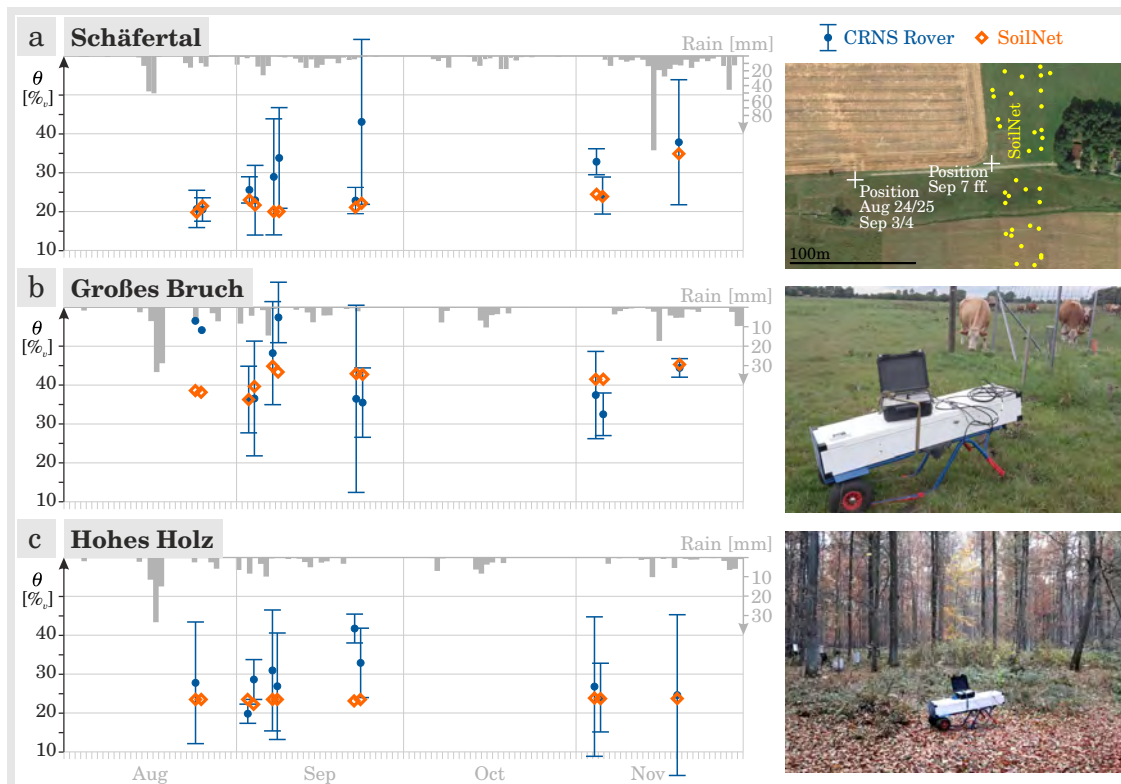 a Schäfertal
CRNS Rover
SoilNet
Rain [mm]
θ
[%v]
40
30
20
10
20
40
60
80
SoilNet
Position
Sep 7 ff.
Position
Aug 24/25
Sep 3/4
100m
b Großes Bruch
Rain [mm]
θ
[%v]
40
30
20
10
10
20
30
c Hohes Holz
Rain [mm]
θ
[%v]
40
30
20
10
10
20
30
Aug
Sep
Oct
Nov